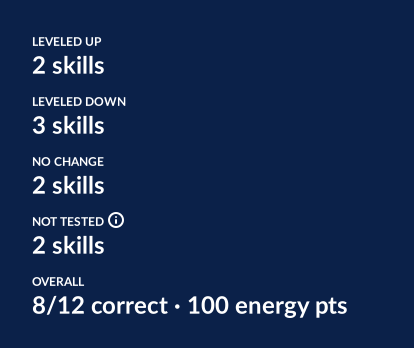 LEVELED UP
2 skills
LEVELED DOWN
3 skills
NO CHANGE
2 skills
NOT TESTED
2 skills
OVERALL
8/12 correct · 100 energy pts